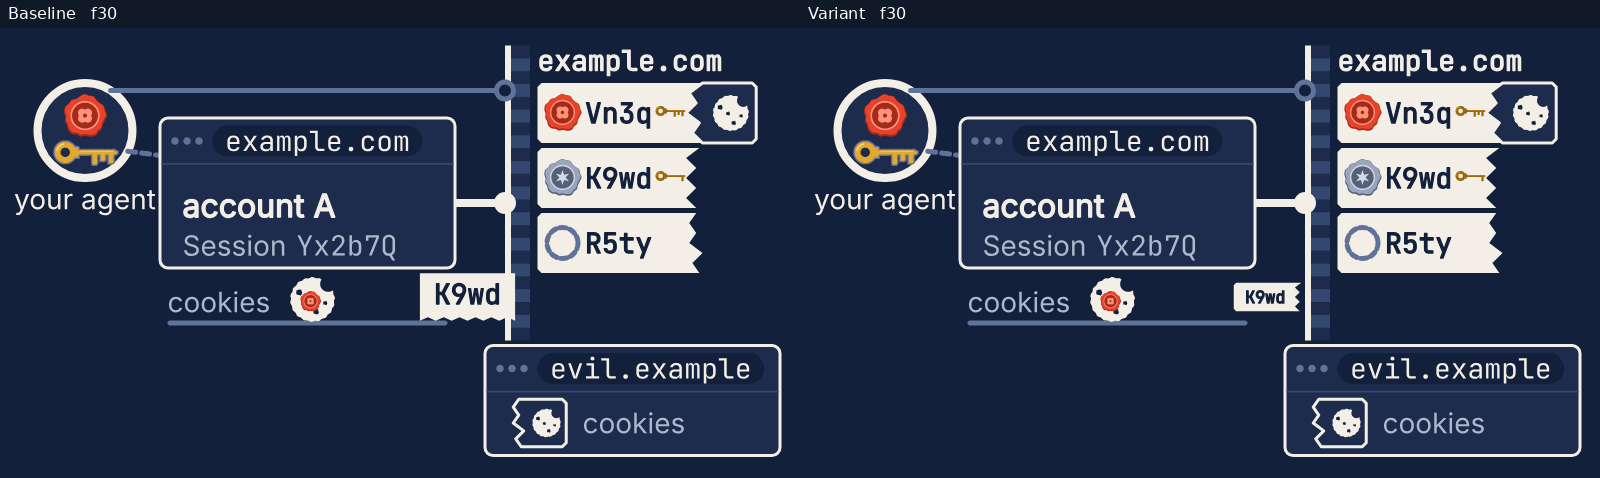 Baseline f30
example.com
Vn3q
example.com
K9wd
your agent
account A
Session Yx2b7Q
R5ty
cookies
K9wd
evil.example
cookies
Variant f30
example.com
Vn3q
example.com
K9wd
your agent
account A
Session Yx2b7Q
R5ty
cookies
K9wd
evil.example
cookies